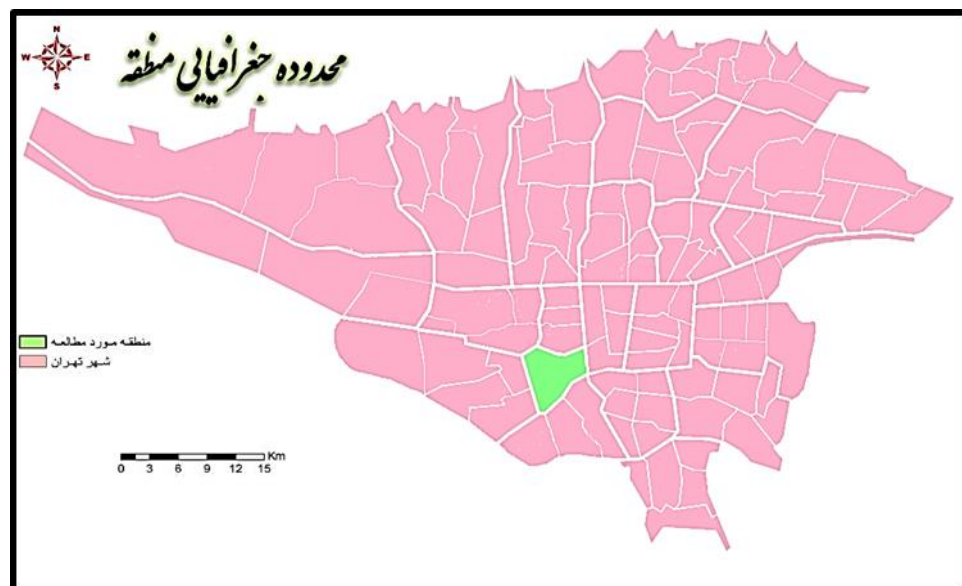 N
W E
S
محدوده جغرافیایی منطقه
منطقه مورد مطالعه
شهر تهران
Km
0 3 6 9 12 15